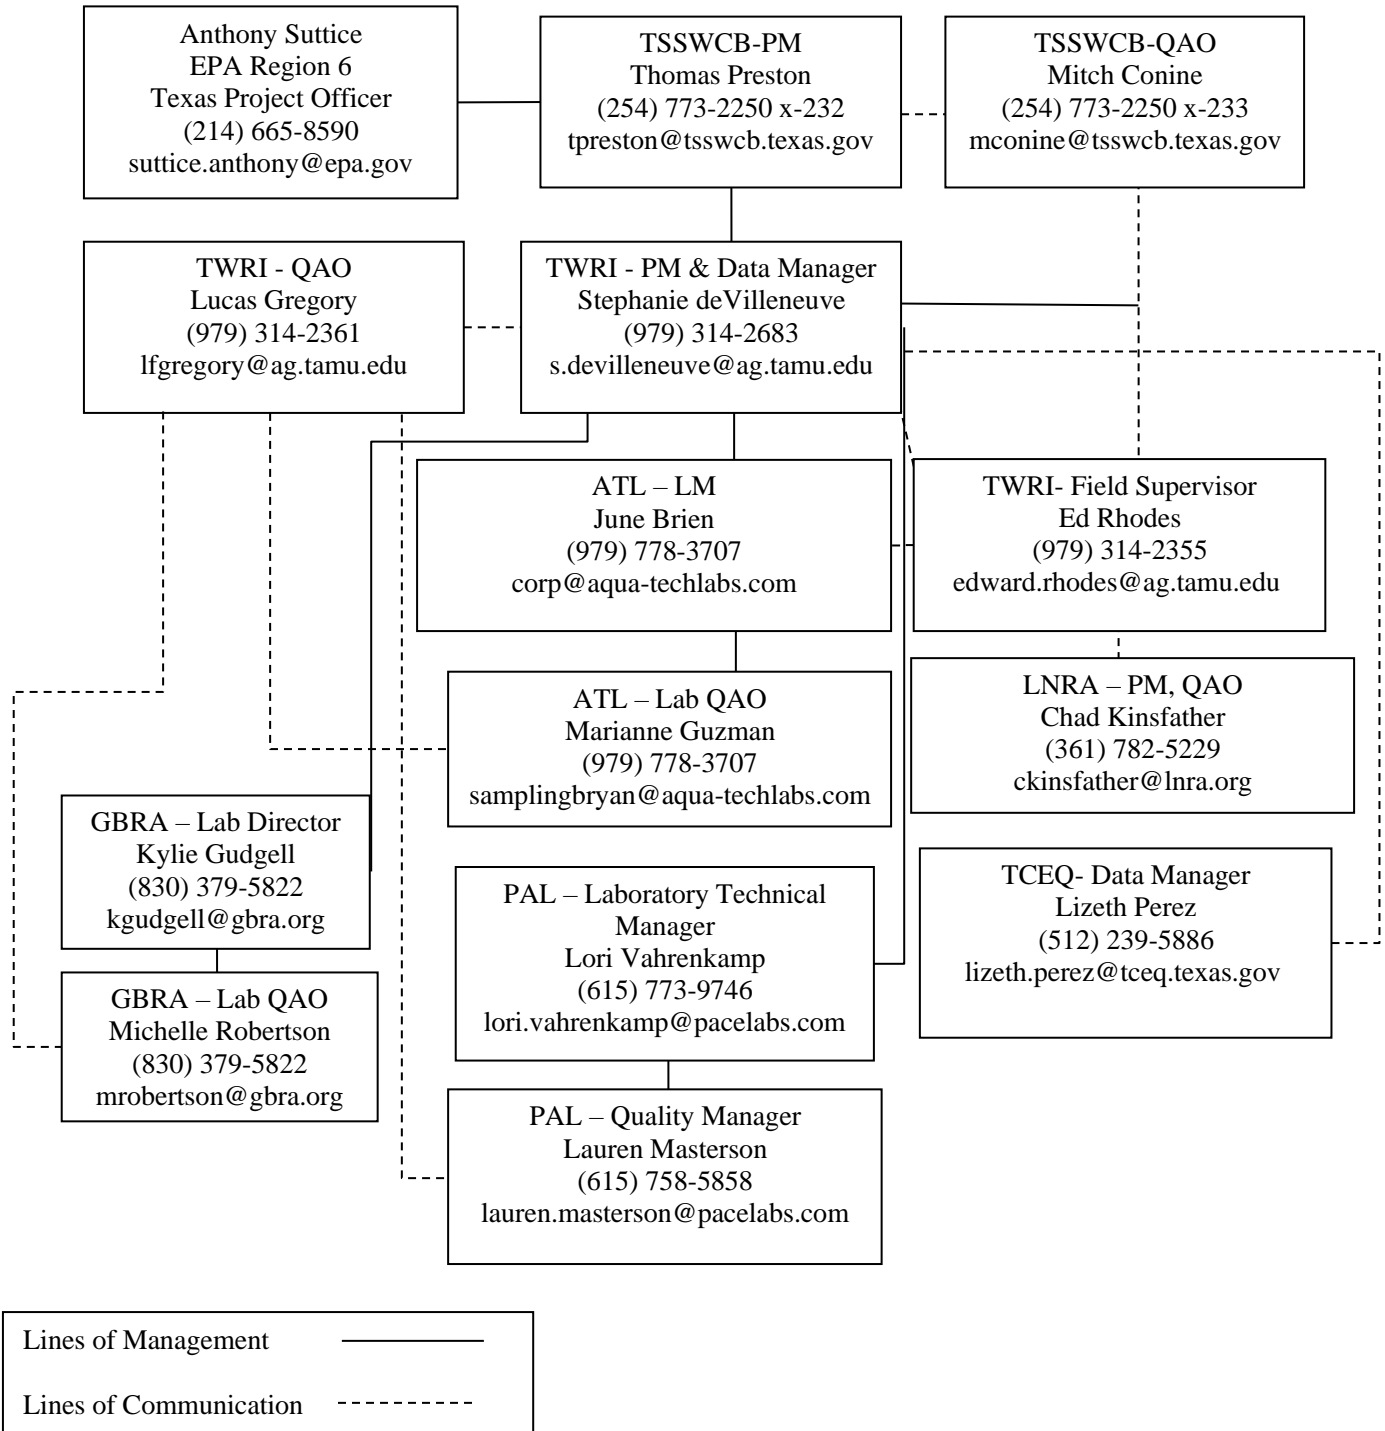 Anthony Suttice
EPA Region 6
Texas Project Officer
(214) 665-8590
suttice.anthony@epa.gov
TSSWCB-PM
Thomas Preston
(254) 773-2250 x-232
tpreston@tsswcb.texas.gov
TSSWCB-QAO
Mitch Conine
(254) 773-2250 x-233
mconine@tsswcb.texas.gov
TWRI - QAO
Lucas Gregory
(979) 314-2361
lfgregory@ag.tamu.edu
TWRI - PM & Data Manager
Stephanie deVilleneuve
(979) 314-2683
s.devilleneuve@ag.tamu.edu
ATL – LM
June Brien
(979) 778-3707
corp@aqua-techlabs.com
TWRI- Field Supervisor
Ed Rhodes
(979) 314-2355
edward.rhodes@ag.tamu.edu
ATL – Lab QAO
Marianne Guzman
(979) 778-3707
samplingbryan@aqua-techlabs.com
LNRA – PM, QAO
Chad Kinsfather
(361) 782-5229
ckinsfather@lnra.org
GBRA – Lab Director
Kylie Gudgell
(830) 379-5822
kgudgell@gbra.org
PAL – Laboratory Technical
Manager
Lori Vahrenkamp
(615) 773-9746
lori.vahrenkamp@pacelabs.com
TCEQ- Data Manager
Lizeth Perez
(512) 239-5886
lizeth.perez@tceq.texas.gov
GBRA – Lab QAO
Michelle Robertson
(830) 379-5822
mrobertson@gbra.org
PAL – Quality Manager
Lauren Masterson
(615) 758-5858
lauren.masterson@pacelabs.com
Lines of Management
Lines of Communication